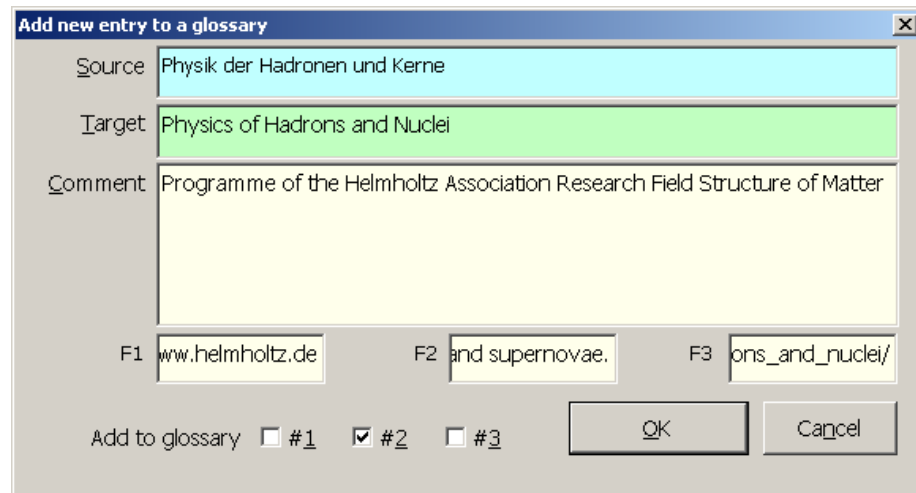 Add new entry to a glossary
Source Physik der Hadronen und Kerne
Target Physics of Hadrons and Nuclei
Comment Programme of the Helmholtz Association Research Field Structure of Matter
F1 ww.helmholtz.de F2 and supernovae. F3 ons_and_nuclei/
Add to glossary #1 #2 #3 OK Cancel